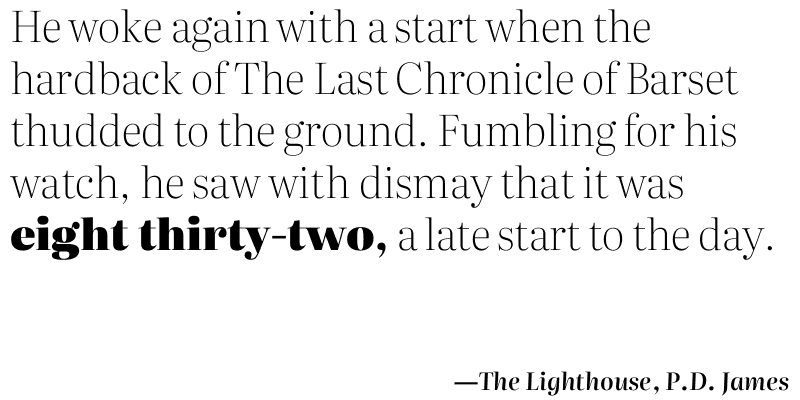 He woke again with a start when the
hardback of The Last Chronicle of Barset
thudded to the ground. Fumbling for his
watch, he saw with dismay that it was
eight thirty-two, a late start to the day.
—The Lighthouse, P.D. James